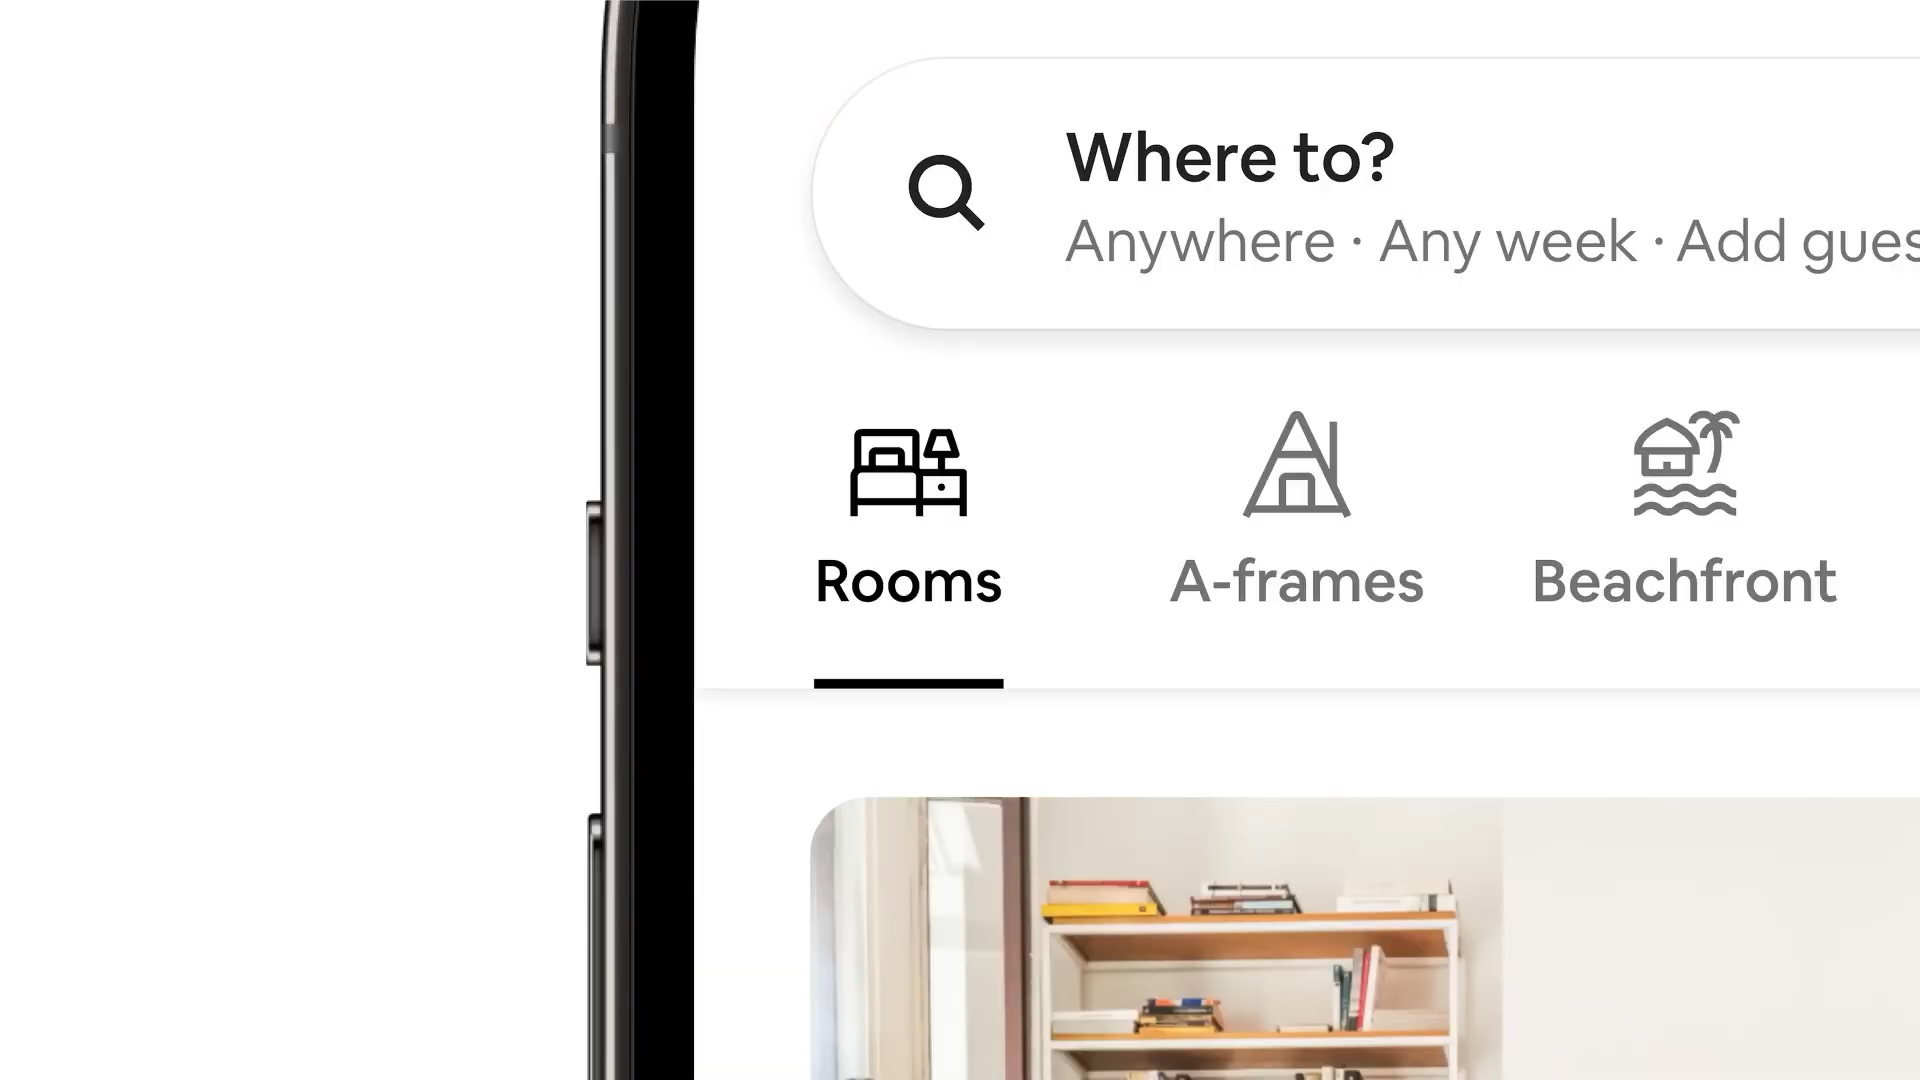 Where to?
Anywhere · Any week · Add gues
Rooms
A-frames
Beachfront